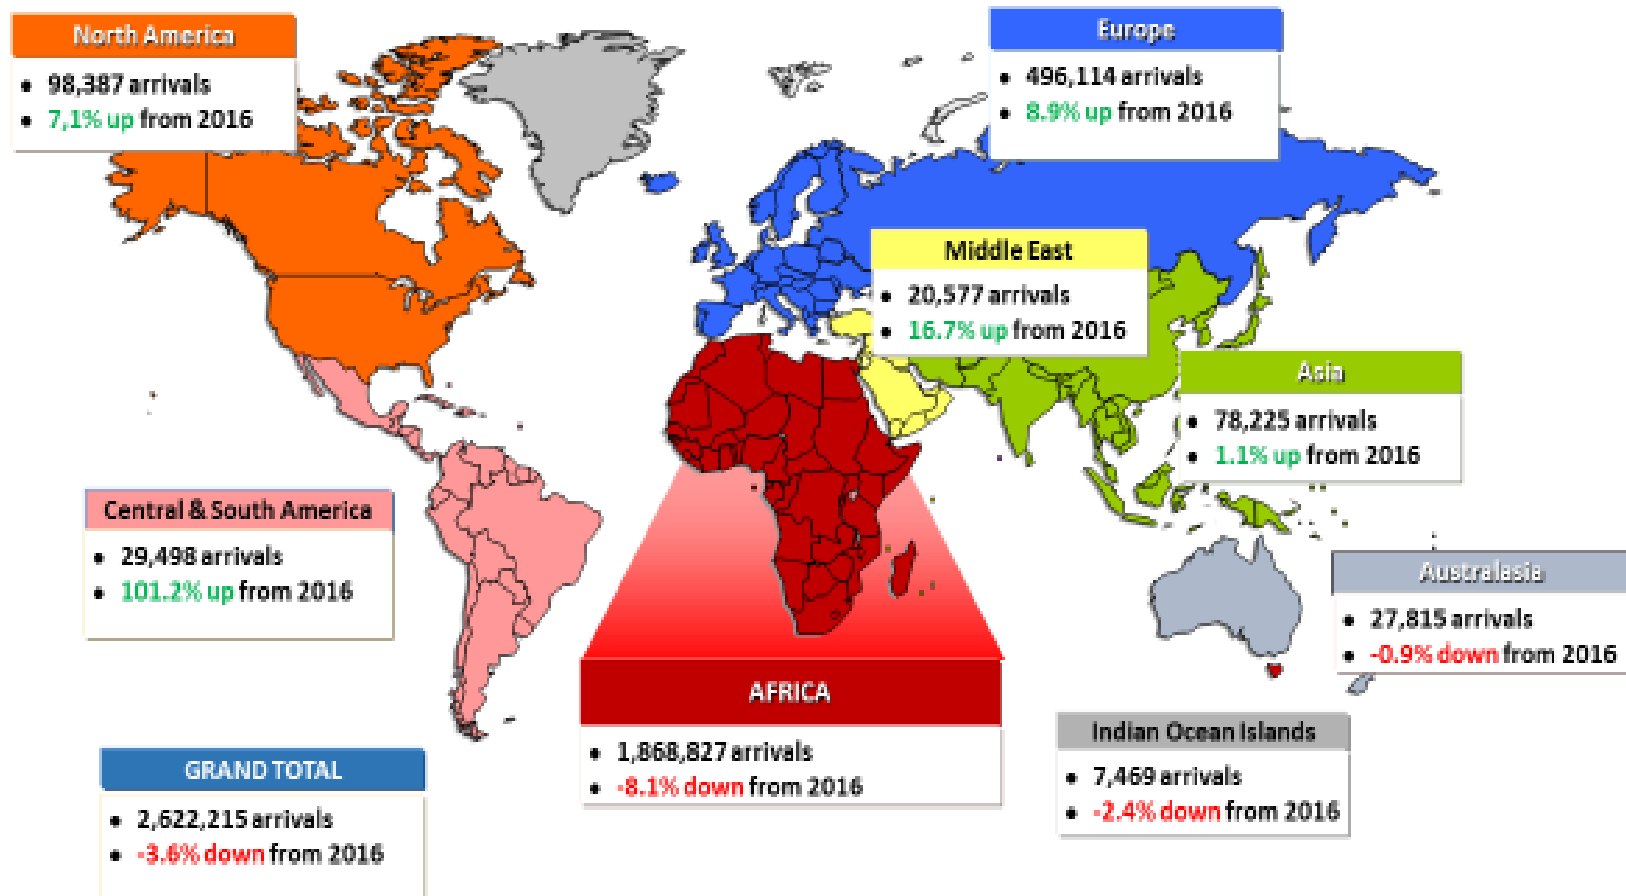 North America
• 98,387 arrivals
• 7,1% up from 2016
Europe
• 496,114 arrivals
• 8.9% up from 2016
Middle East
• 20,577 arrivals
• 16.7% up from 2016
Asia
• 78,225 arrivals
• 1.1% up from 2016
Central & South America
• 29,498 arrivals
• 101.2% up from 2016
Australasia
• 27,815 arrivals
• -0.9% down from 2016
AFRICA
• 1,868,827 arrivals
• -8.1% down from 2016
Indian Ocean Islands
• 7,469 arrivals
• -2.4% down from 2016
GRAND TOTAL
• 2,622,215 arrivals
• -3.6% down from 2016